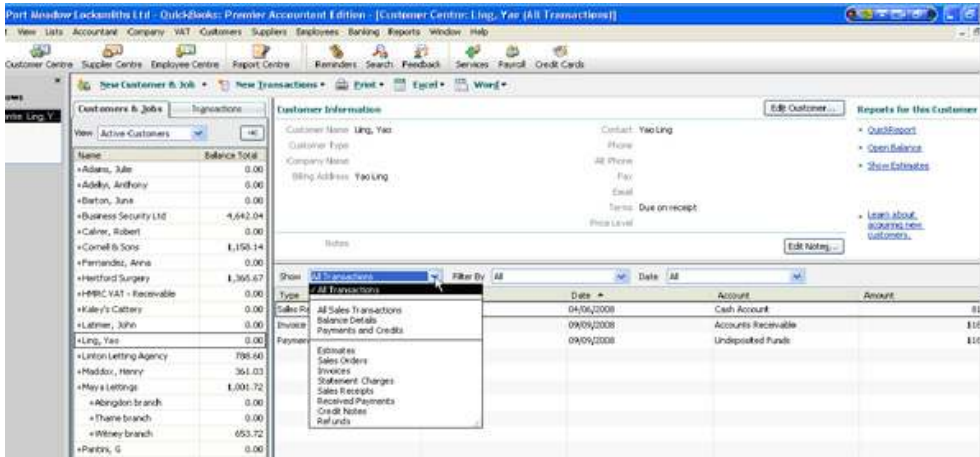 Port Meadow Locksmiths Ltd - QuickBooks: Premier Accountant Edition - [Customer Centre: Ling, Yao (All Transactions)]
View Lists Accountant Company VAT Customers Suppliers Employees Banking Reports Window Help
Customer Centre Supplier Centre Employee Centre Report Centre Reminders Search Feedback Services Payroll Credit Cards
New Customer & Job New Transactions Print Excel Word
Customers & Jobs Transactions
View Active Customers
Name Balance Total
Adams, Julie 0.00
Anthony 0.00
Barton, June 0.00
Business Security Ltd 4,642.04
Calver, Robert 0.00
Cornell & Sons 1,158.14
Fernandez, Anna 0.00
Hertford Surgery 1,365.67
HMRC VAT - Receivable 0.00
Kaley's Cattery 0.00
Latimer, John 0.00
Ling, Yao 0.00
Linton Letting Agency 788.60
Maddox, Henry 361.03
Maya Lettings 1,001.72
Abingdon branch 0.00
Thame branch 0.00
Witney branch 653.72
Pantini, G 0.00
Customer Information
Edit Customer...
Customer Name Ling, Yao
Customer Type
Company Name
Billing Address Yao Ling
Contact Yao Ling
Phone
Alt Phone
Fax
Email
Terms Due on receipt
Price Level
Notes
Edit Notes...
Reports for this Customer
QuickReport
Open Balance
Show Estimates
Learn about
acquiring new
customers.
Show All Transactions Filter By All Date All
Type Date Account Amount
Sales Re 04/06/2008 Cash Account
Invoice 09/09/2008 Accounts Receivable
Paymen 09/09/2008 Undeposited Funds
All Transactions
All Sales Transactions
Balance Details
Payments and Credits
Estimates
Sales Orders
Invoices
Statement Charges
Sales Receipts
Received Payments
Credit Notes
Refunds